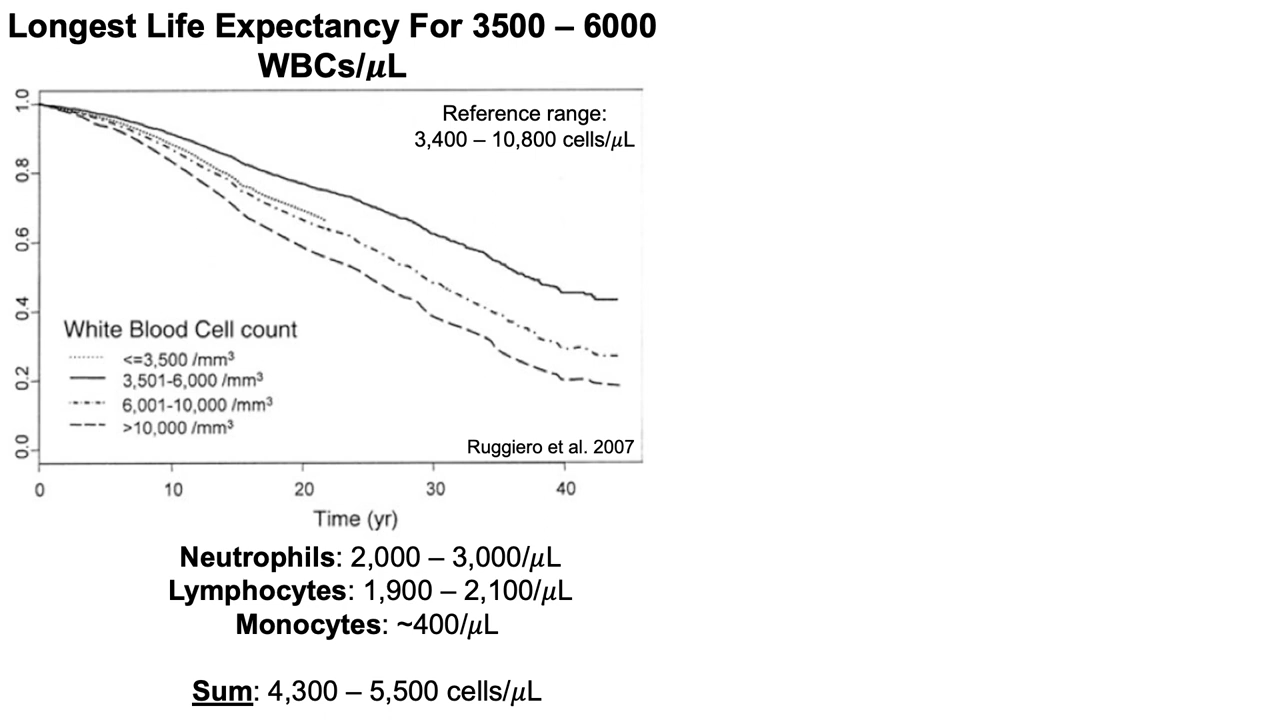 Longest Life Expectancy For 3500 – 6000
WBCs/μL
Reference range:
3,400 – 10,800 cells/μL
1.0
0.8
0.6
0.4
0.2
0.0
White Blood Cell count
<=3,500 /mm³
3,501-6,000 /mm³
6,001-10,000 /mm³
>10,000 /mm³
Ruggiero et al. 2007
0 10 20 30 40
Time (yr)
Neutrophils: 2,000 – 3,000/μL
Lymphocytes: 1,900 – 2,100/μL
Monocytes: ~400/μL
Sum: 4,300 – 5,500 cells/μL